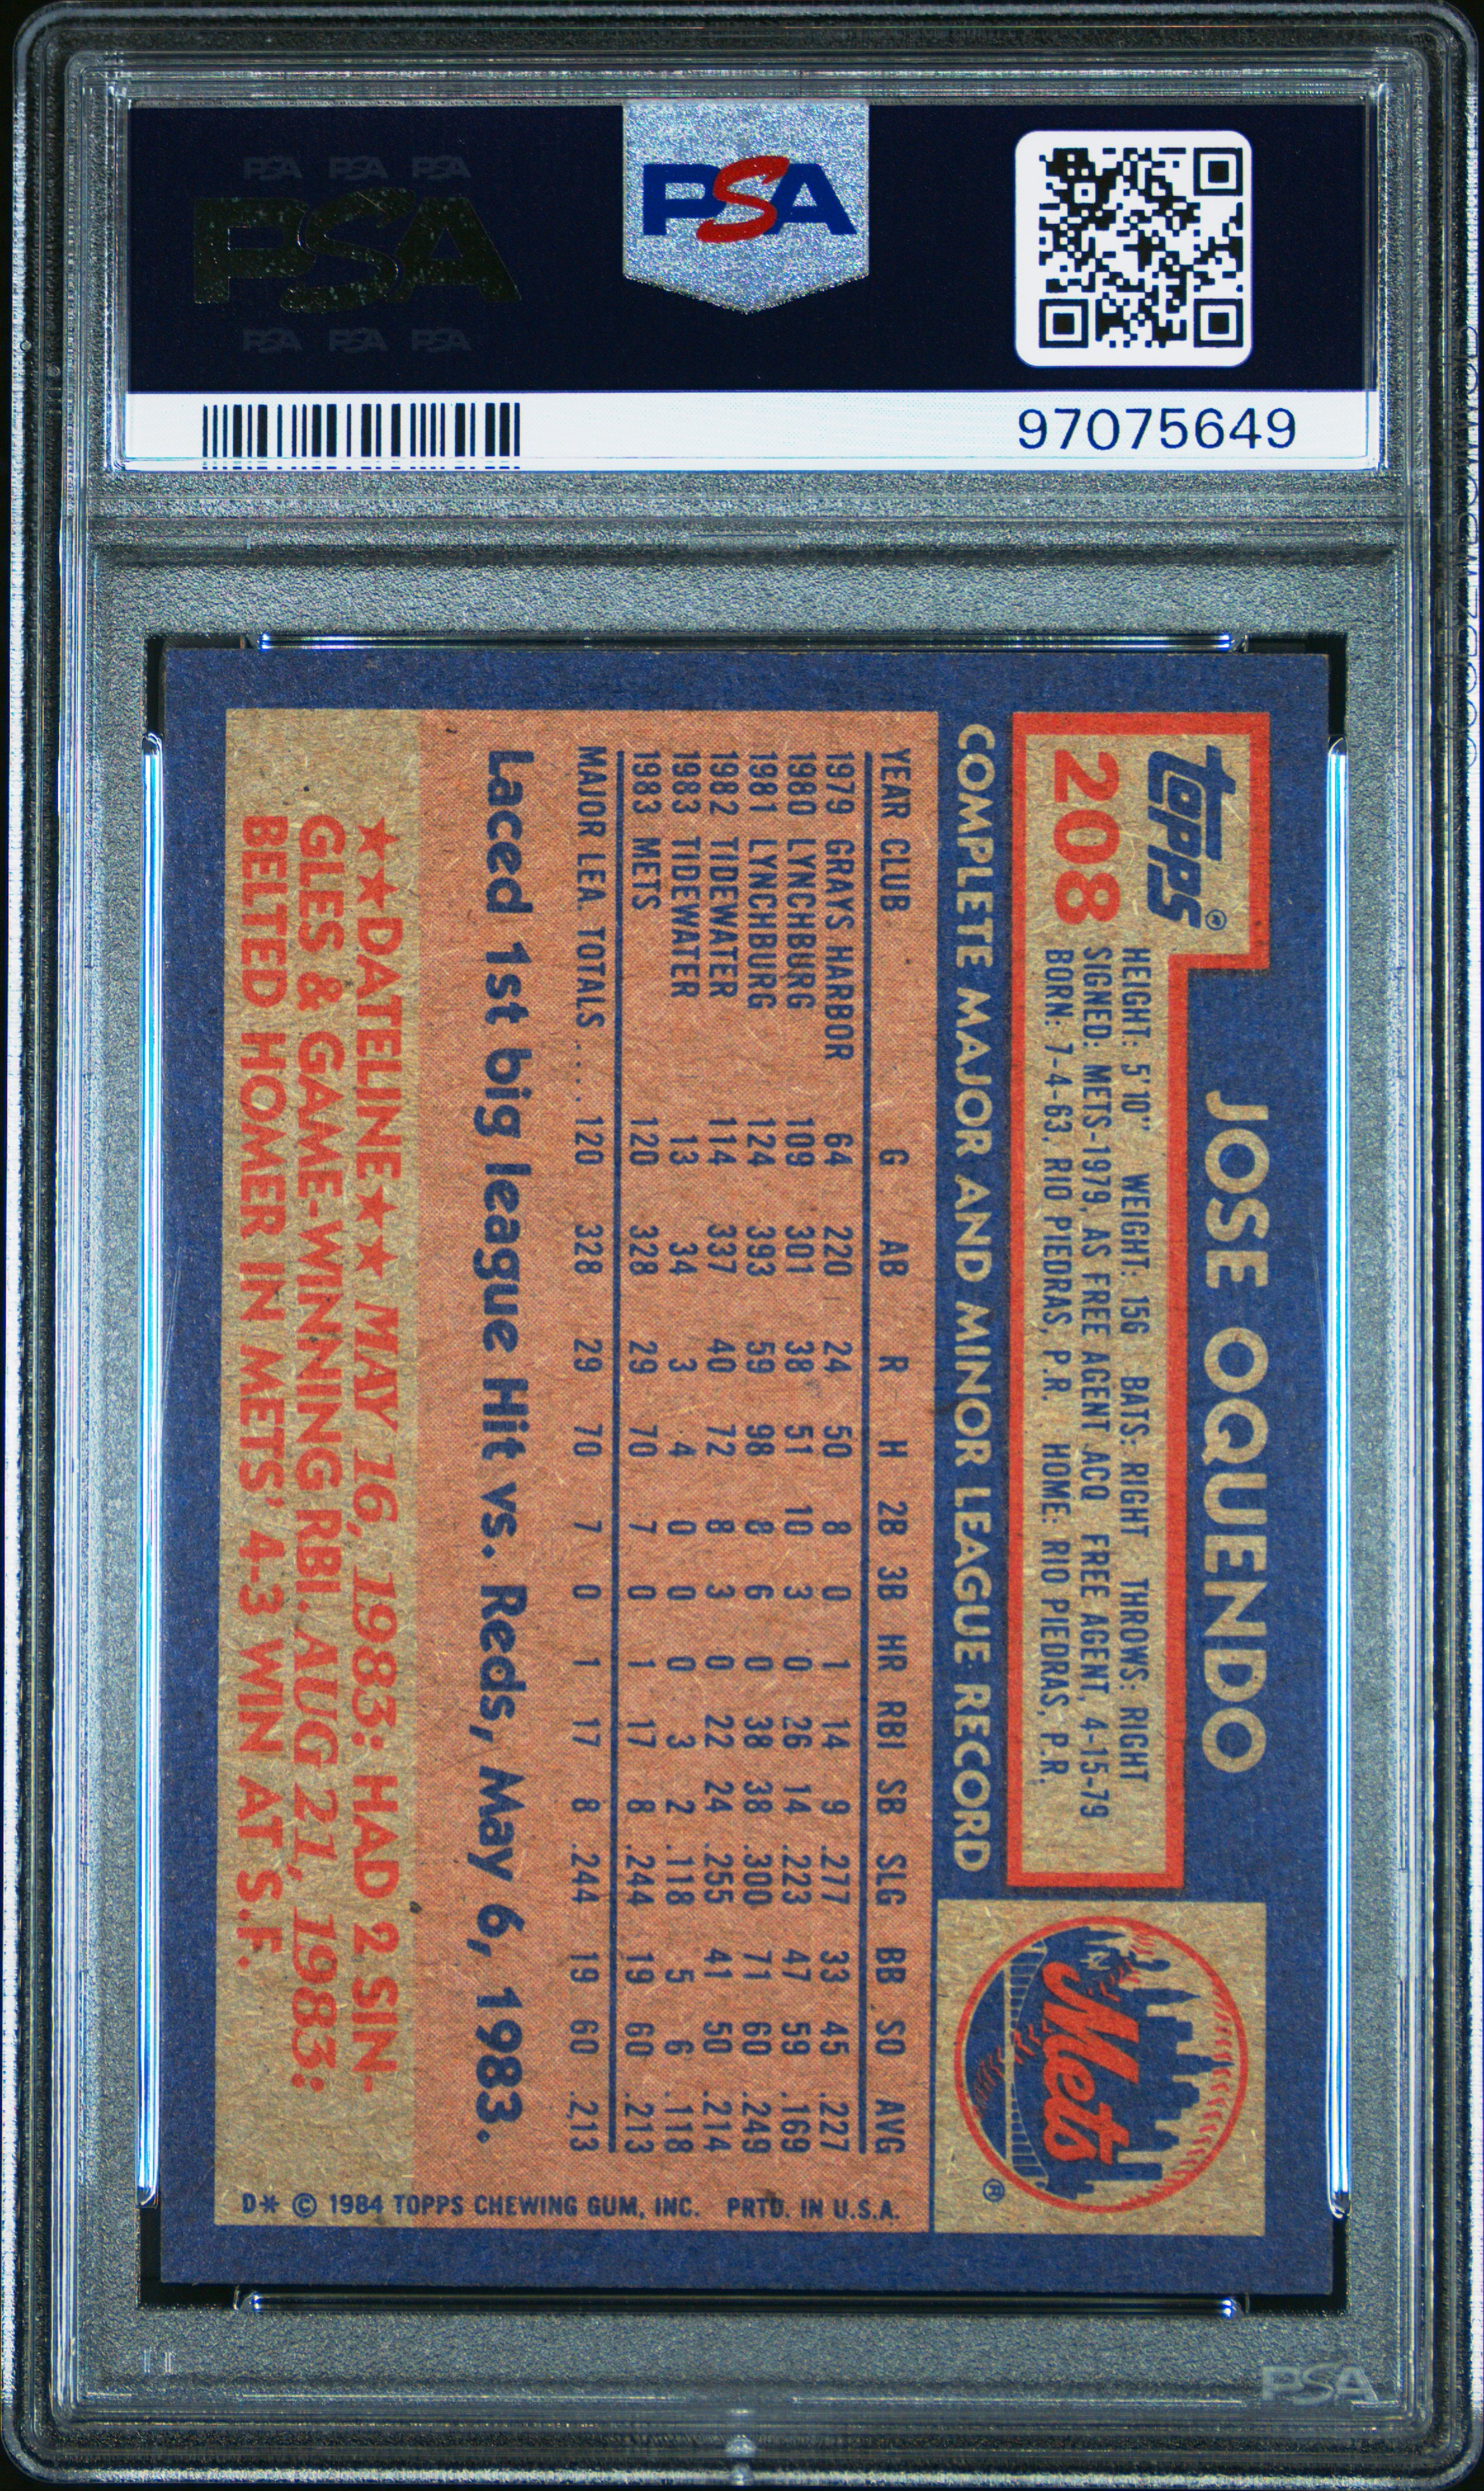 PSA PSA PSA
PSA
PSA PSA PSA
PSA
97075649
Topps®
208
JOSE OQUENDO
HEIGHT: 5'10" WEIGHT: 156 BATS: RIGHT THROWS: RIGHT
SIGNED: METS-1979, AS FREE AGENT ACQ FREE AGENT, 4-15-79
BORN: 7-4-63, RIO PIEDRAS, P.R. HOME: RIO PIEDRAS, P.R.
Mets
NY
®
COMPLETE MAJOR AND MINOR LEAGUE RECORD
YEAR CLUB G AB R H 2B 3B HR RBI SB SLG BB SO AVG
1979 GRAYS HARBOR 64 220 24 50 8 0 1 14 9 .277 33 45 .227
1980 LYNCHBURG 109 301 38 51 10 3 0 26 14 .223 47 59 .169
1981 LYNCHBURG 124 393 59 98 8 6 0 38 38 .300 71 60 .249
1982 TIDEWATER 114 337 40 72 8 3 0 22 24 .255 41 50 .214
1983 TIDEWATER 13 34 3 4 0 0 0 3 2 .118 5 6 .118
1983 METS 120 328 29 70 7 0 1 17 8 .244 19 60 .213
MAJOR LEA. TOTALS .... 120 328 29 70 7 0 1 17 8 .244 19 60 .213
Laced 1st big league Hit vs. Reds, May 6, 1983.
★★DATELINE★★ MAY 16, 1983: HAD 2 SIN-
GLES & GAME-WINNING RBI. AUG 21, 1983:
BELTED HOMER IN METS' 4-3 WIN AT S.F.
D* © 1984 TOPPS CHEWING GUM, INC. PRTD. IN U.S.A.
PSA